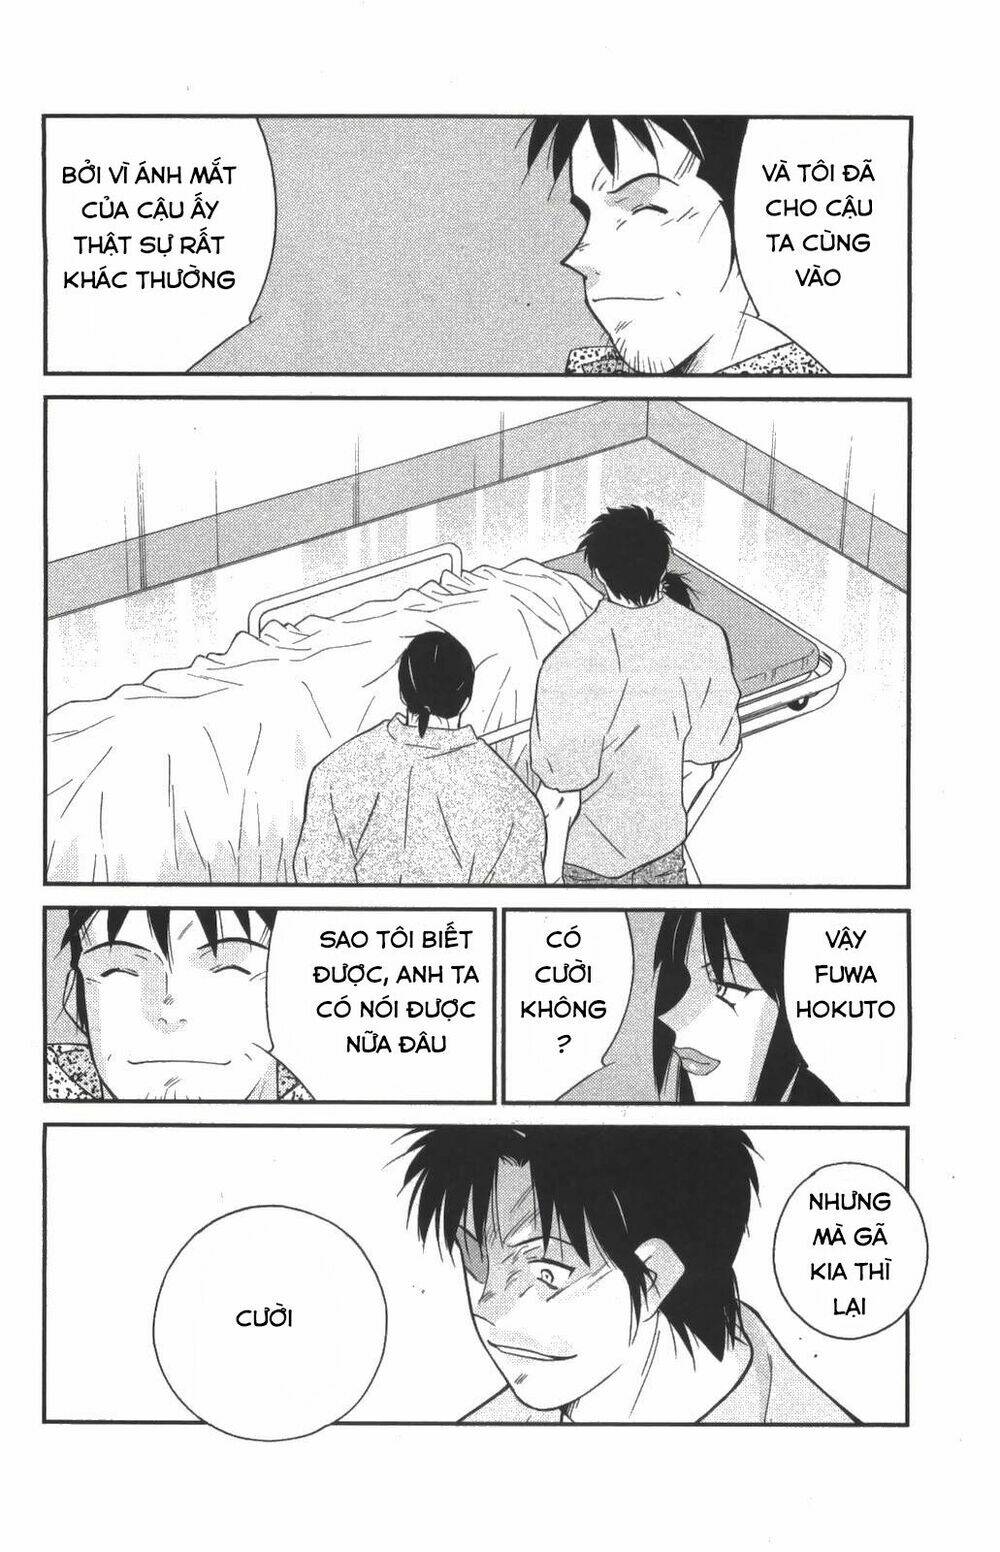 VÀ TÔI ĐÃ
CHO CẬU
TA CÙNG
VÀO
BỞI VÌ ÁNH MẮT
CỦA CẬU ẤY
THẬT SỰ RẤT
KHÁC THƯỜNG
VẬY
FUWA
HOKUTO
CÓ
CƯỜI
KHÔNG
?
SAO TÔI BIẾT
ĐƯỢC, ANH TA
CÓ NÓI ĐƯỢC
NỮA ĐÂU
NHƯNG
MÀ GÃ
KIA THÌ
LẠI
CƯỜI